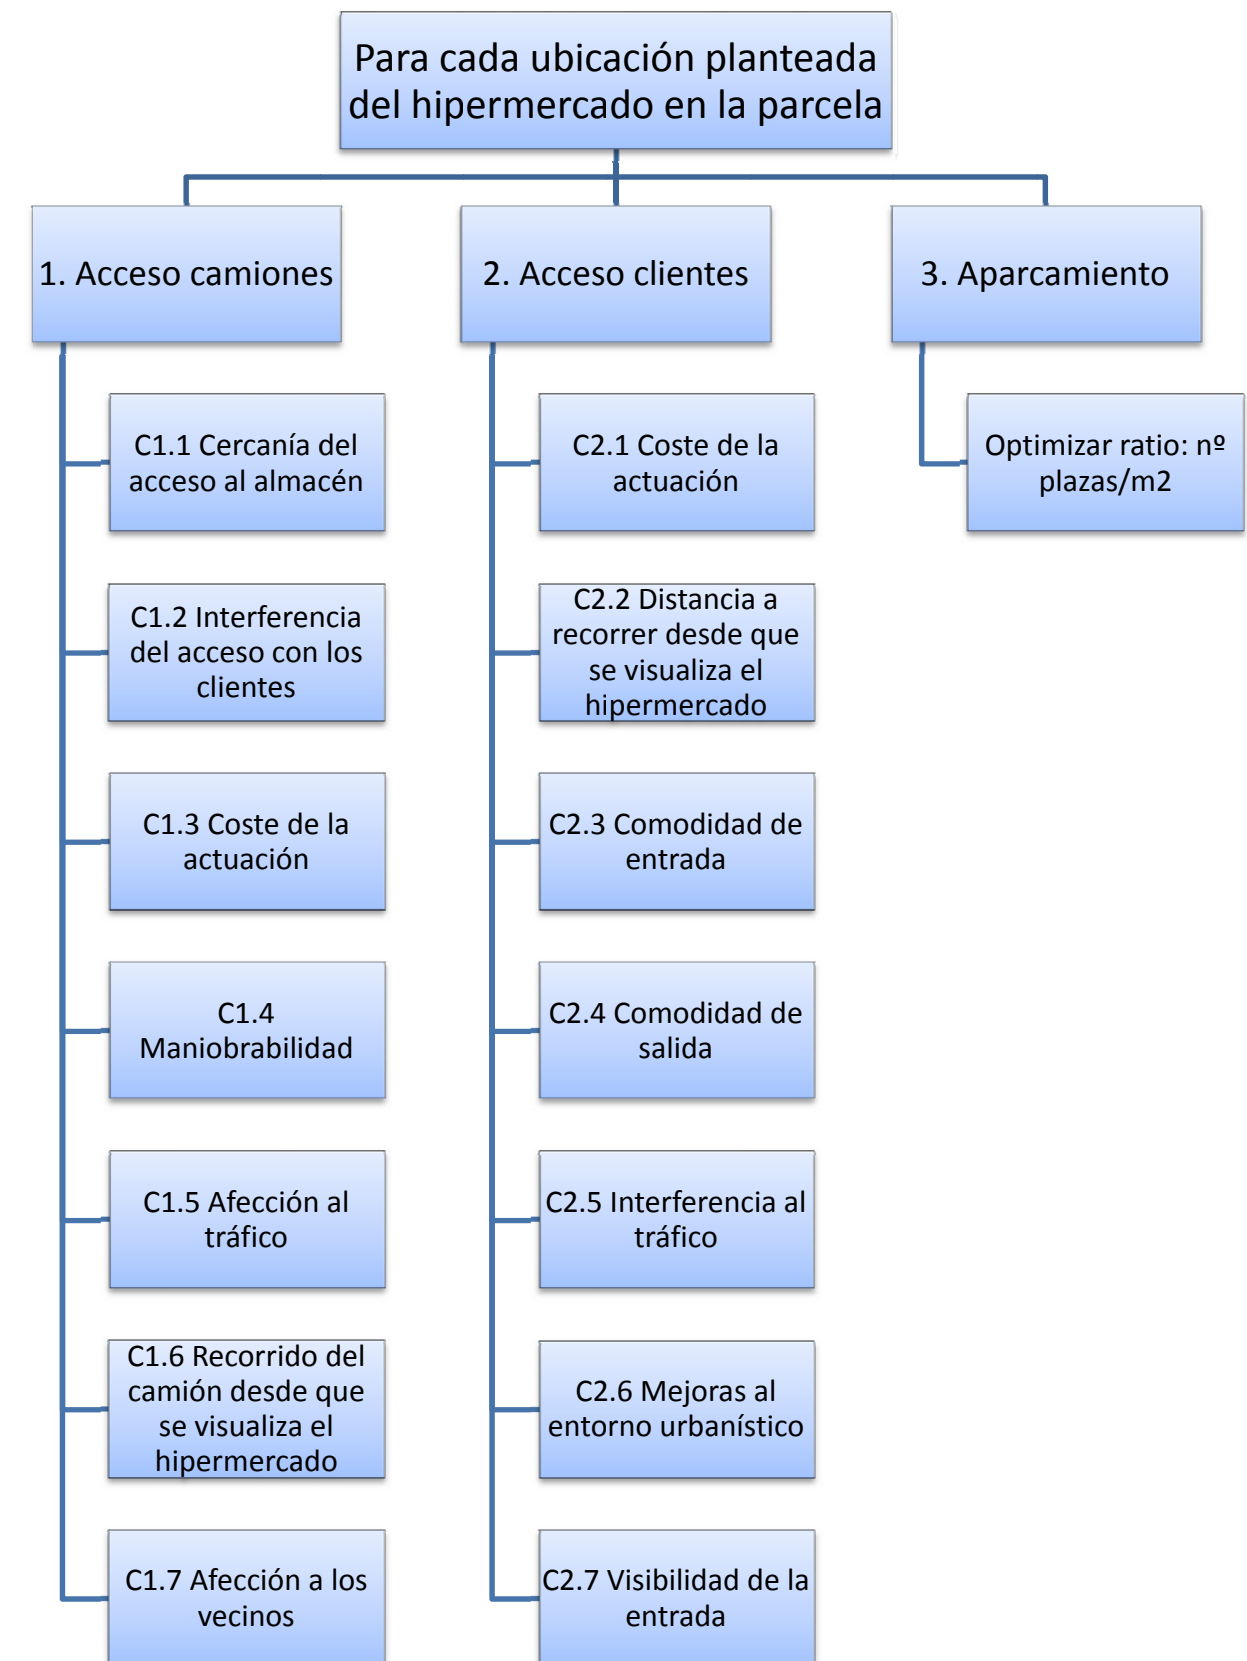 Para cada ubicación planteada
del hipermercado en la parcela
1. Acceso camiones
C1.1 Cercanía del
acceso al almacén
C1.2 Interferencia
del acceso con los
clientes
C1.3 Coste de la
actuación
C1.4
Maniobrabilidad
C1.5 Afección al
tráfico
C1.6 Recorrido del
camión desde que
se visualiza el
hipermercado
C1.7 Afección a los
vecinos
2. Acceso clientes
C2.1 Coste de la
actuación
C2.2 Distancia a
recorrer desde que
se visualiza el
hipermercado
C2.3 Comodidad de
entrada
C2.4 Comodidad de
salida
C2.5 Interferencia al
tráfico
C2.6 Mejoras al
entorno urbanístico
C2.7 Visibilidad de la
entrada
3. Aparcamiento
Optimizar ratio: nº
plazas/m2